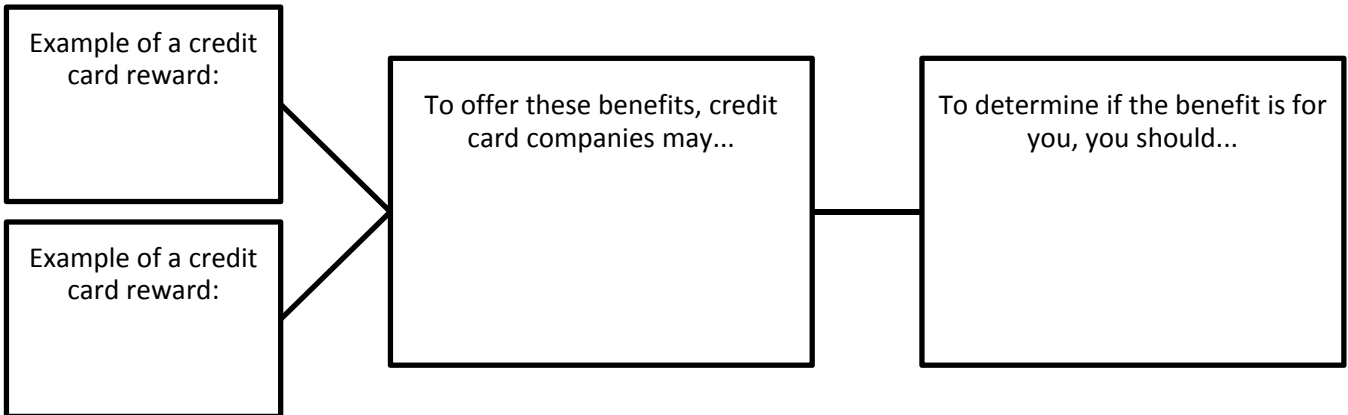 Example of a credit
card reward:
Example of a credit
card reward:
To offer these benefits, credit
card companies may...
To determine if the benefit is for
you, you should...